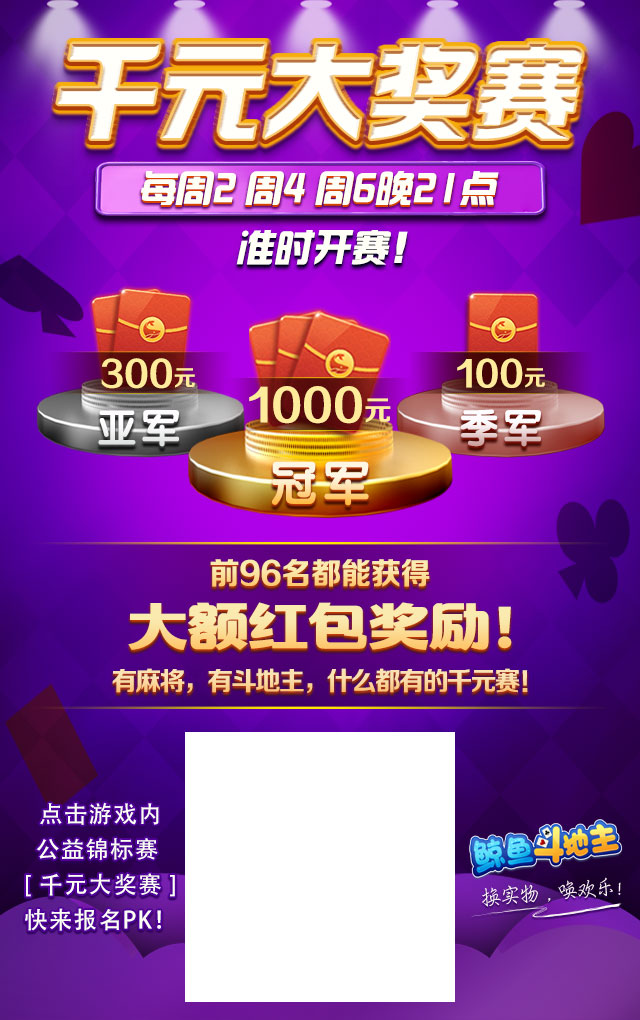 千元大奖赛
每周2 周4 周6晚21点
准时开赛!
300元
1000元
100元
亚军
冠军
季军
前96名都能获得
大额红包奖励!
有麻将，有斗地主，什么都有的千元赛!
点击游戏内
公益锦标赛
[ 千元大奖赛 ]
快来报名PK!
鲸鱼斗地主
换实物，唤欢乐!